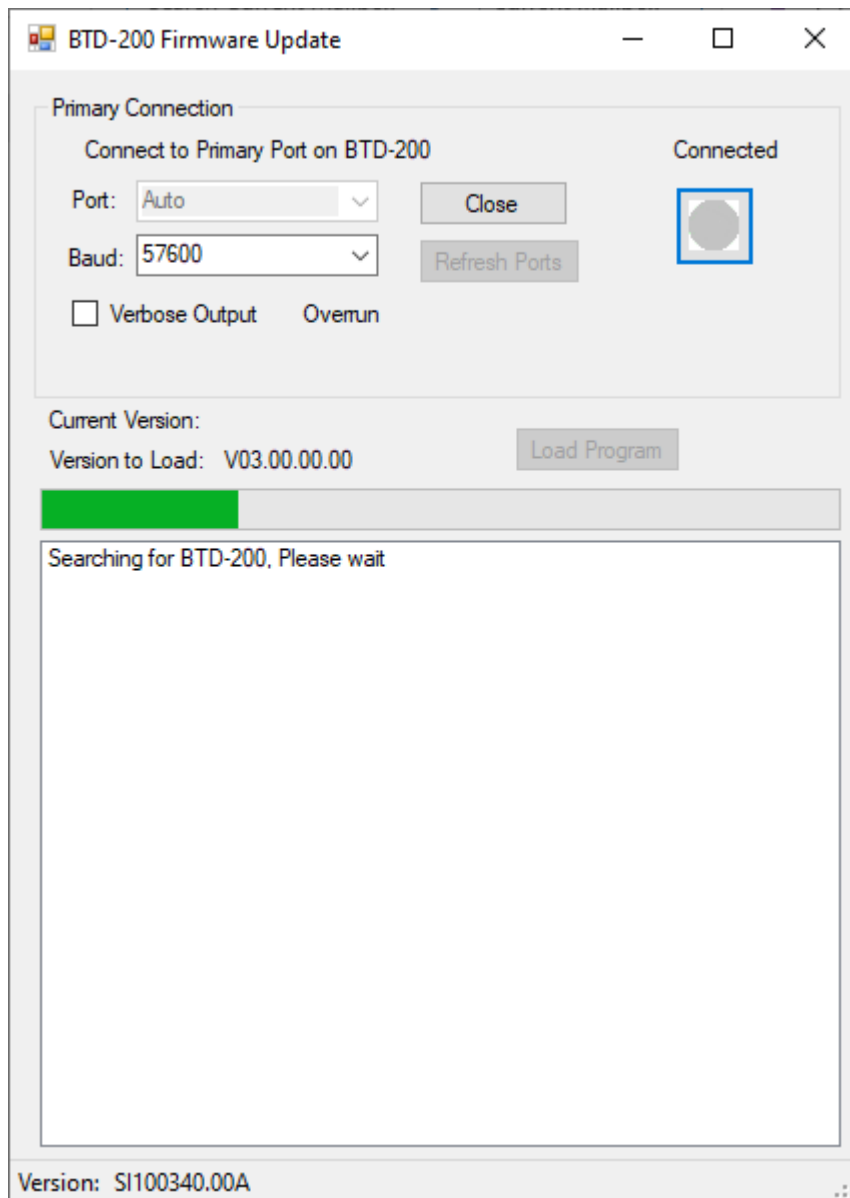 BTD-200 Firmware Update
Primary Connection
Connect to Primary Port on BTD-200
Connected
Port: Auto
Close
Baud: 57600
Refresh Ports
Verbose Output Overrun
Current Version:
Version to Load: V03.00.00.00
Load Program
Searching for BTD-200, Please wait
Version: SI100340.00A